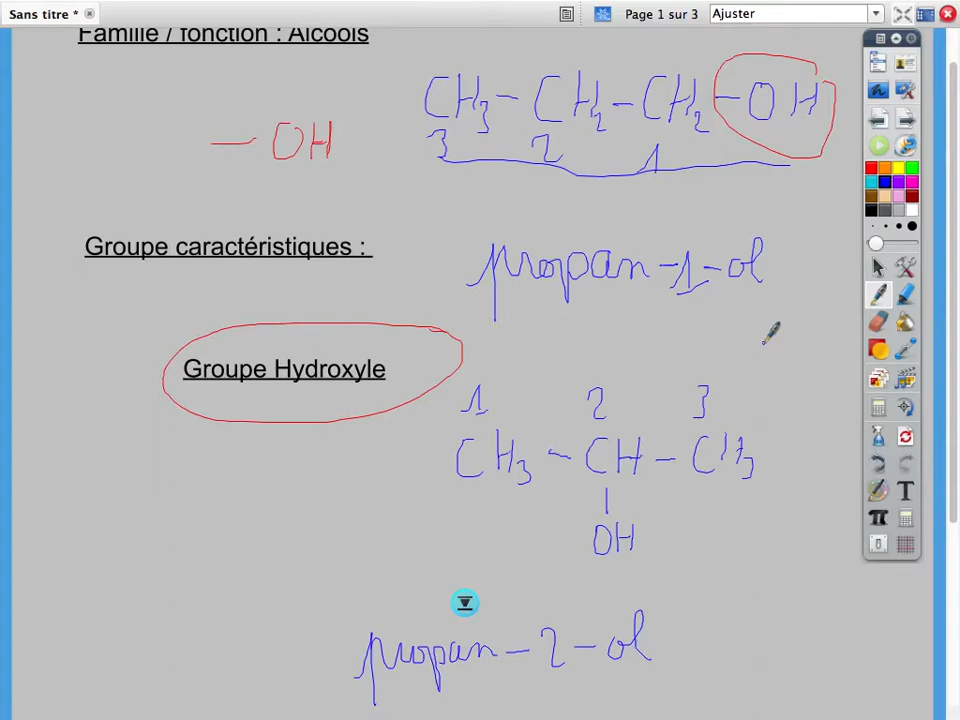 Sans titre *
Page 1 sur 3
Ajuster
Famille / fonction : Alcools
CH3 – CH2 – CH2 – OH
3 2 1
– OH
Groupe caractéristiques :
propan-1-ol
Groupe Hydroxyle
1 2 3
CH3 – CH – CH3
|
OH
propan-2-ol